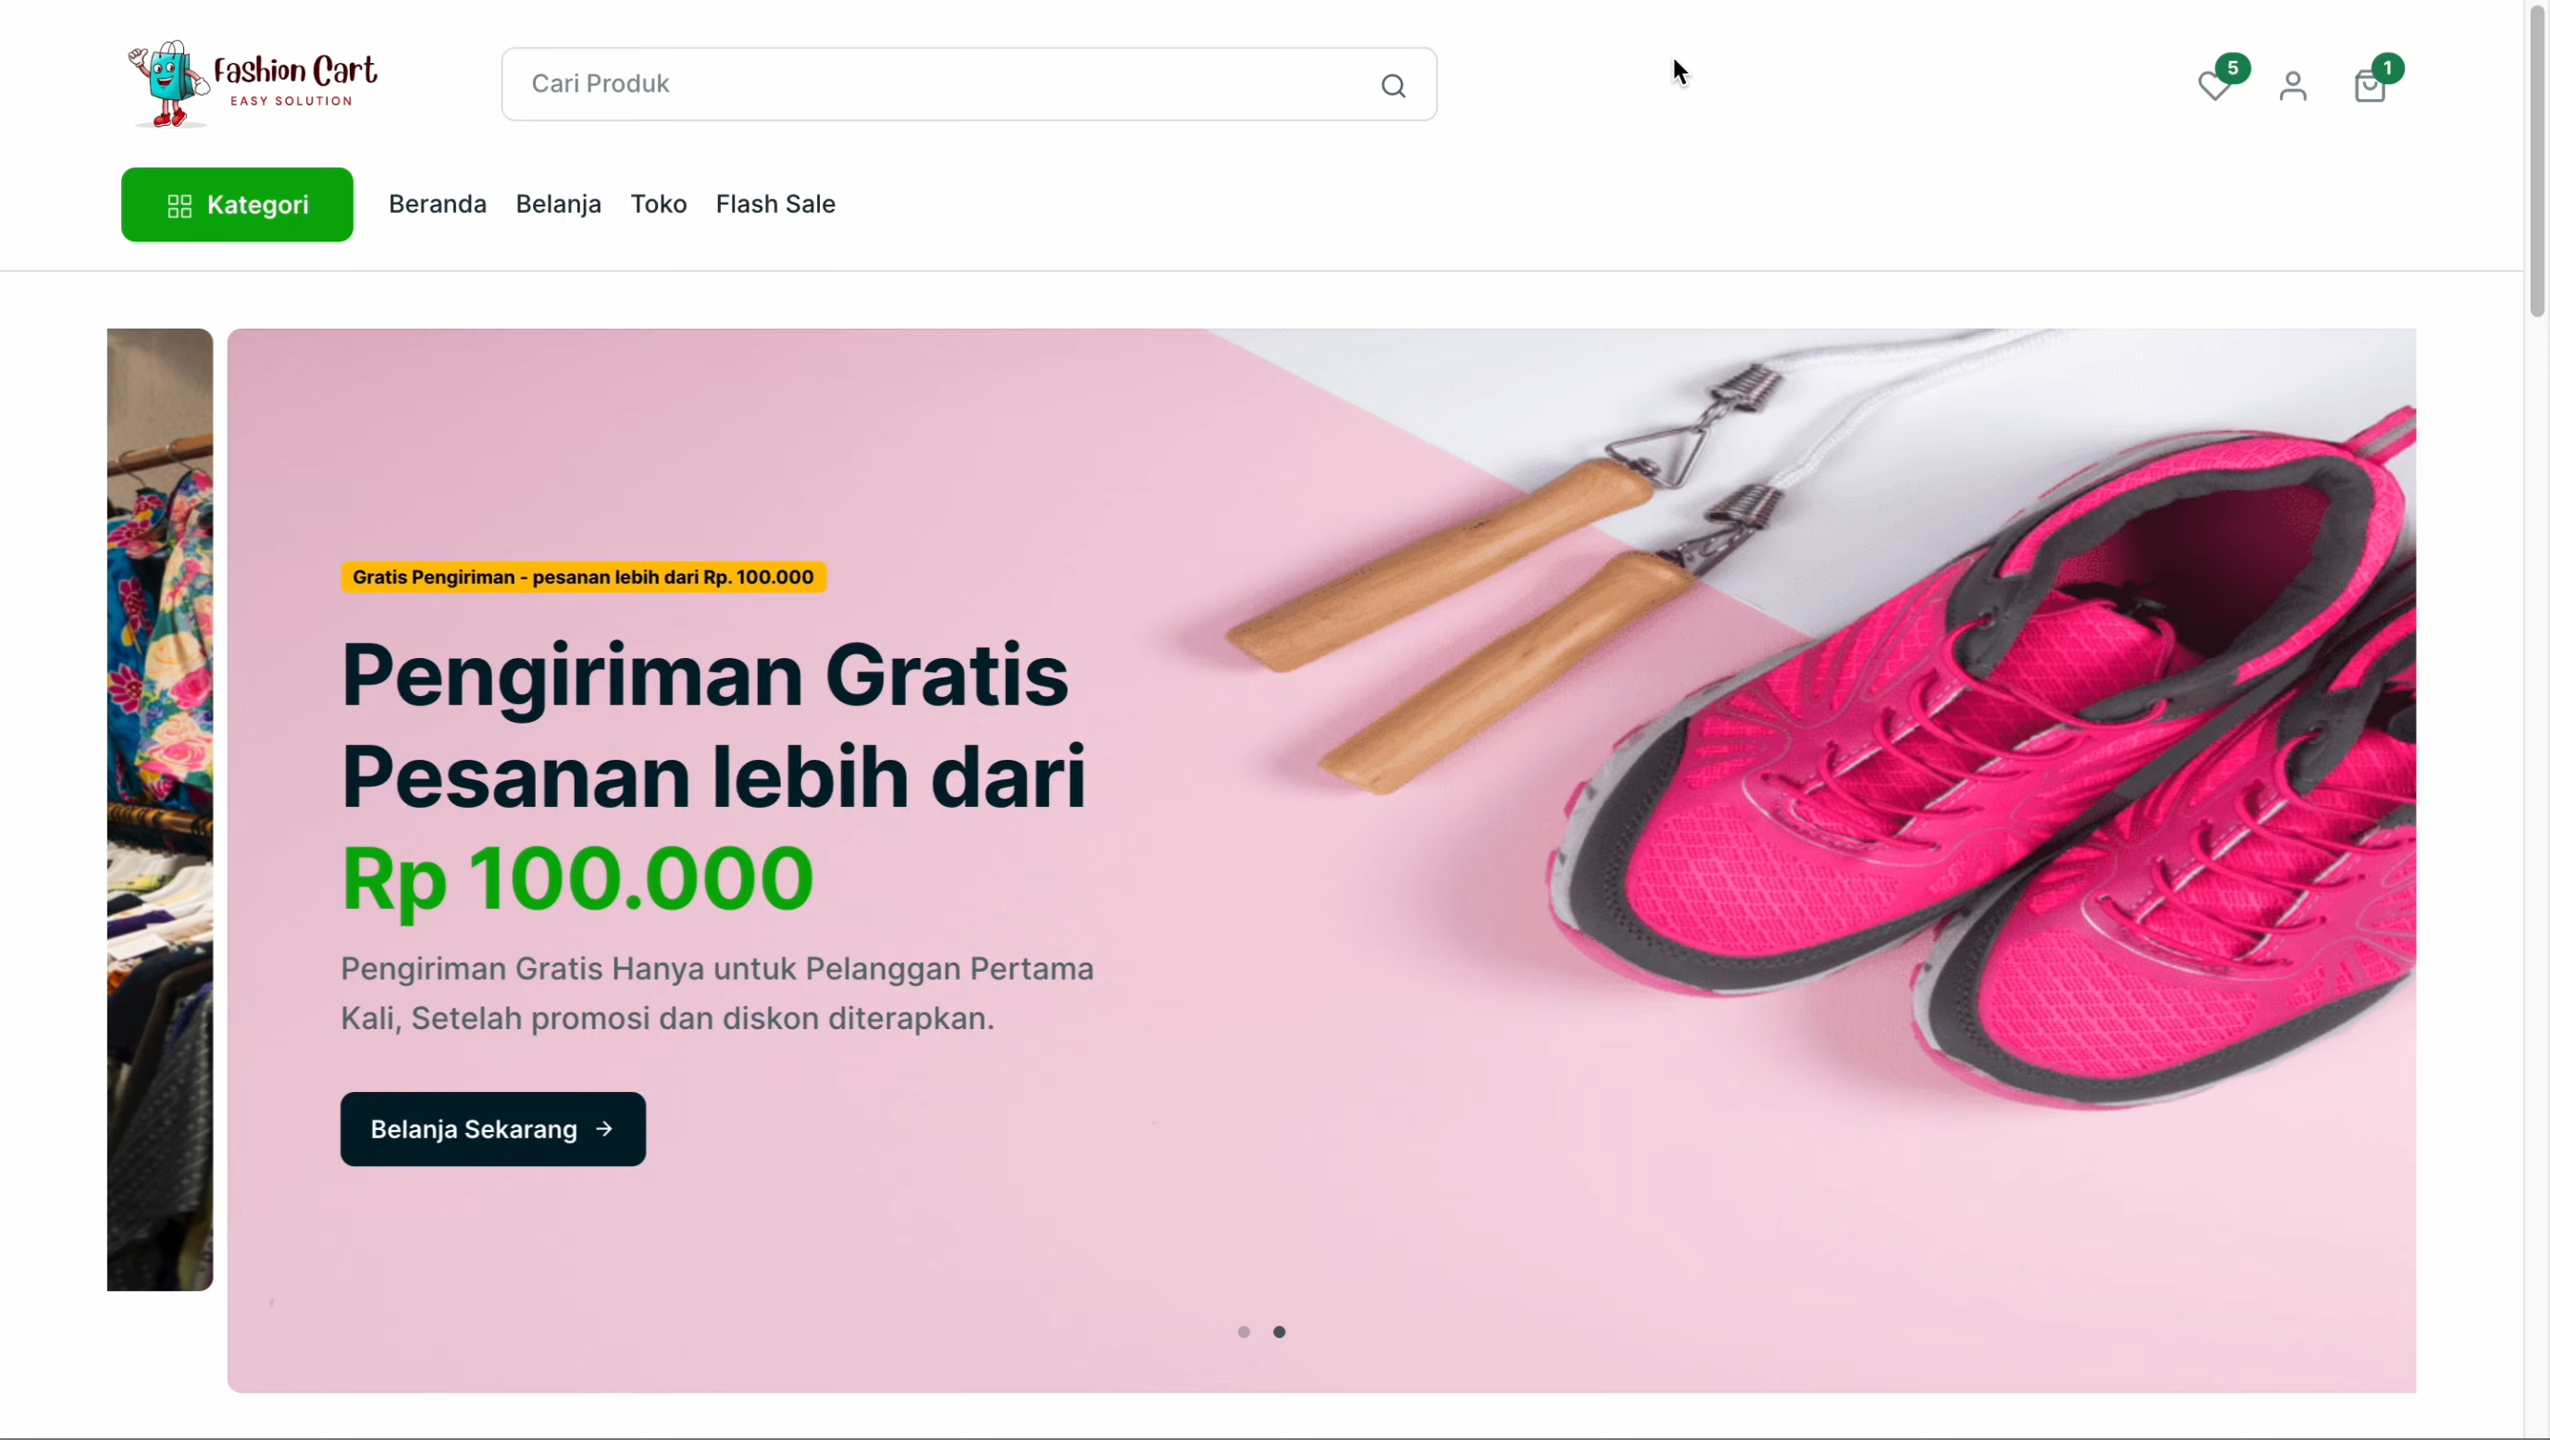 Fashion Cart
EASY SOLUTION
Cari Produk
5
1
Kategori
Beranda
Belanja
Toko
Flash Sale
Gratis Pengiriman - pesanan lebih dari Rp. 100.000
Pengiriman Gratis
Pesanan lebih dari
Rp 100.000
Pengiriman Gratis Hanya untuk Pelanggan Pertama
Kali, Setelah promosi dan diskon diterapkan.
Belanja Sekarang →